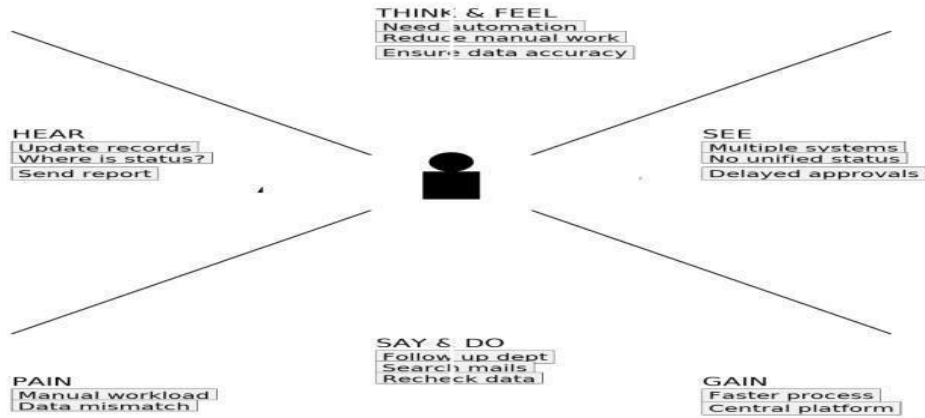 THINK & FEEL
Need automation
Reduce manual work
Ensure data accuracy
HEAR
Update records
Where is status?
Send report
SEE
Multiple systems
No unified status
Delayed approvals
SAY & DO
Follow up dept
Search mails
Recheck data
PAIN
Manual workload
Data mismatch
GAIN
Faster process
Central platform